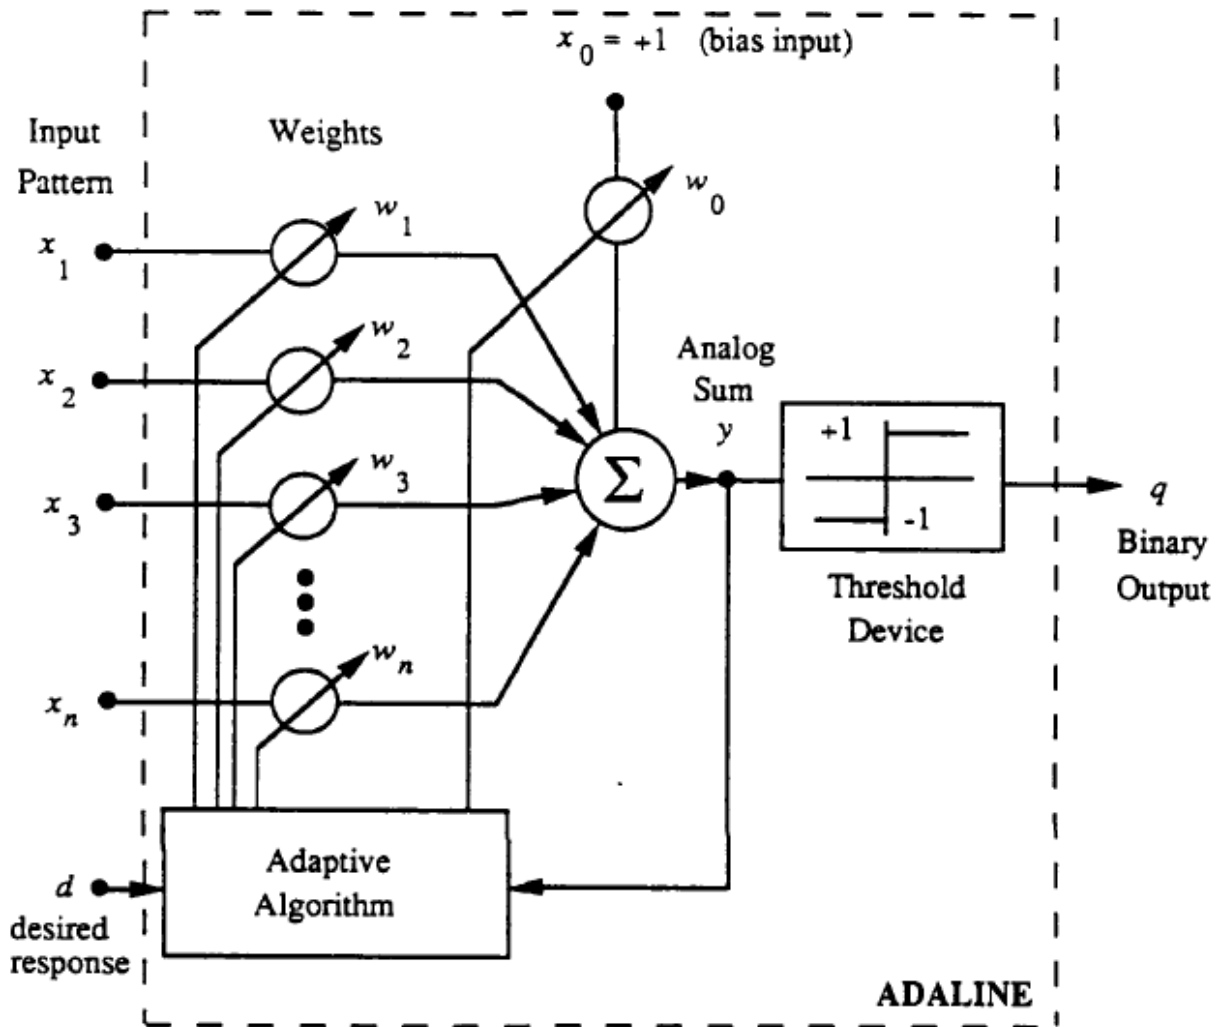 x0 = +1 (bias input)
Input
Pattern
Weights
w1
w0
x1
w2
x2
Analog
Sum
y
w3
x3
+1
-1
Σ
q
Binary
Output
Threshold
Device
wn
xn
Adaptive
Algorithm
d
desired
response
ADALINE